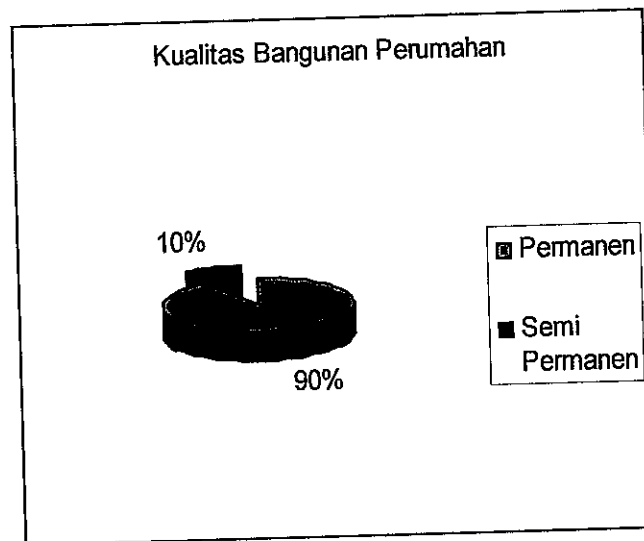 Kualitas Bangunan Perumahan
10%
90%
Permanen
Semi
Permanen